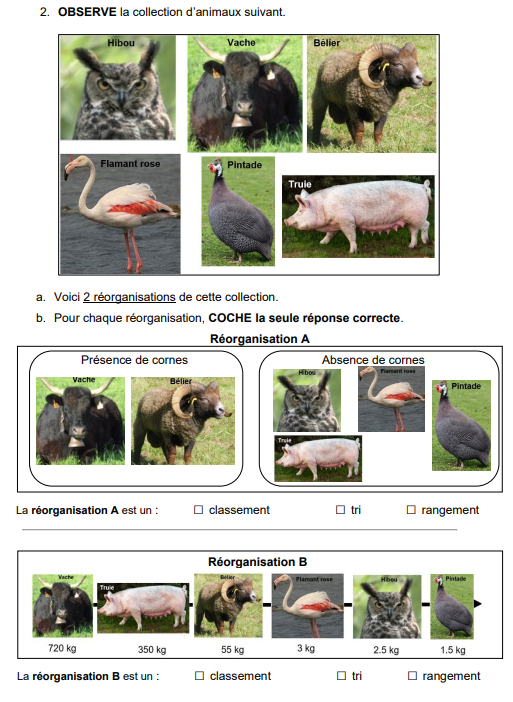 2. OBSERVE la collection d'animaux suivant.
Hibou
Vache
Bélier
Flamant rose
Pintade
Truie
a. Voici 2 réorganisations de cette collection.
b. Pour chaque réorganisation, COCHE la seule réponse correcte.
Réorganisation A
Présence de cornes
Absence de cornes
Vache
Bélier
Hibou
Flamant rose
Pintade
Truie
La réorganisation A est un : ☐ classement ☐ tri ☐ rangement
Réorganisation B
Vache
Truie
Bélier
Flamant rose
Hibou
Pintade
720 kg 350 kg 55 kg 3 kg 2.5 kg 1.5 kg
La réorganisation B est un : ☐ classement ☐ tri ☐ rangement